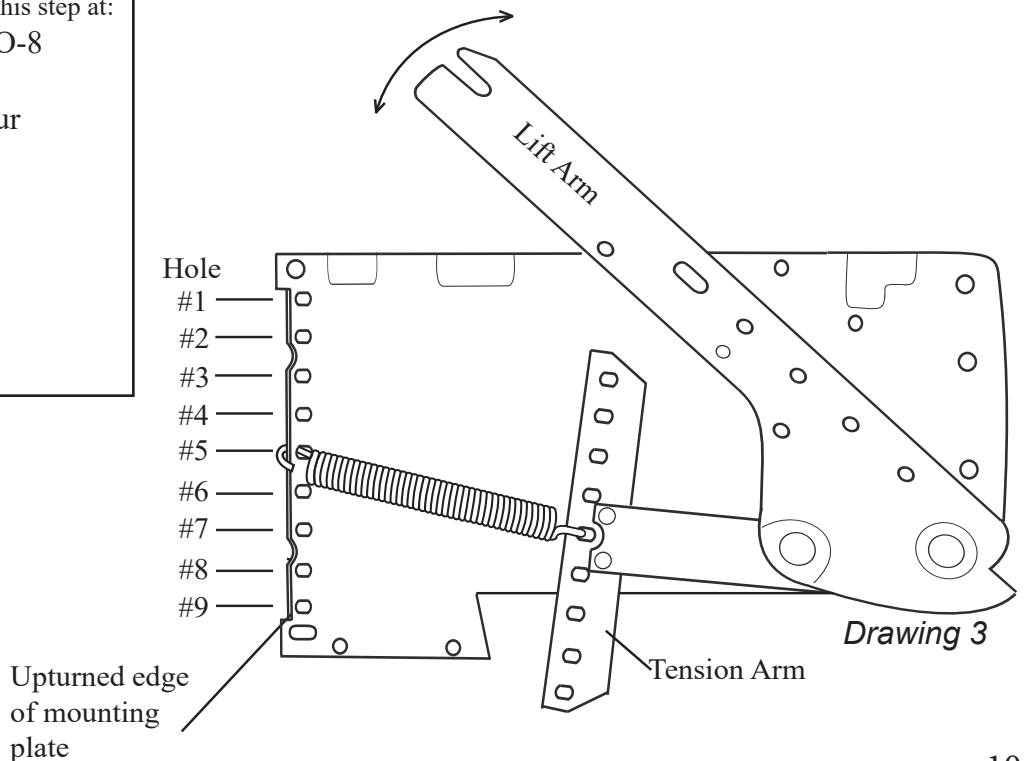 his step at:
O-8
ur
Lift Arm
Hole
#1
#2
#3
#4
#5
#6
#7
#8
#9
Drawing 3
Tension Arm
Upturned edge
of mounting
plate